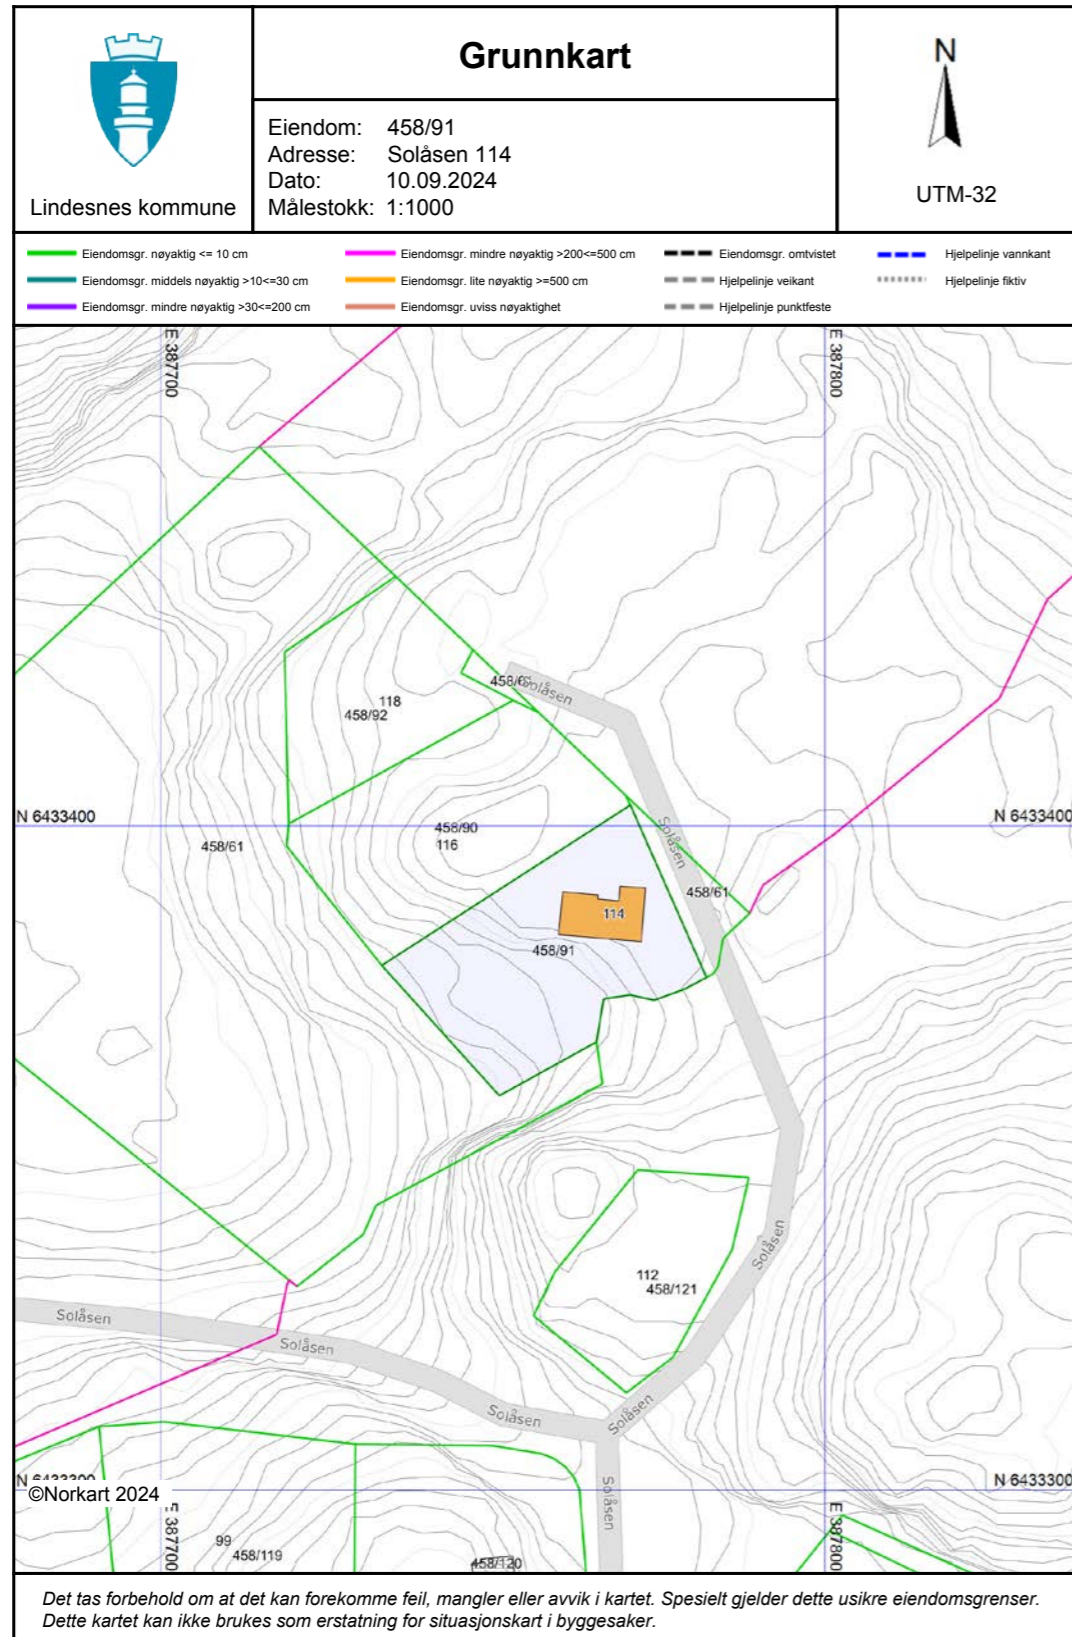 Grunnkart
Eiendom: 458/91
Adresse: Solåsen 114
Dato: 10.09.2024
Målestokk: 1:1000
Lindesnes kommune
N
UTM-32
Eiendomsgr. nøyaktig <= 10 cm
Eiendomsgr. middels nøyaktig >10<=30 cm
Eiendomsgr. mindre nøyaktig >30<=200 cm
Eiendomsgr. mindre nøyaktig >200<=500 cm
Eiendomsgr. lite nøyaktig >=500 cm
Eiendomsgr. uviss nøyaktighet
Eiendomsgr. omtvistet
Hjelpelinje veikant
Hjelpelinje punktfeste
Hjelpelinje vannkant
Hjelpelinje fiktiv
E 387700
E 387800
458/6
Solåsen
118
458/92
N 6433400
N 6433400
458/90
116
458/61
Solåsen
458/61
114
458/91
Solåsen
112
458/121
Solåsen
Solåsen
Solåsen
Solåsen
Solåsen
N 6433300
N 6433300
©Norkart 2024
E 387700
E 387800
99
458/119
458/120
Det tas forbehold om at det kan forekomme feil, mangler eller avvik i kartet. Spesielt gjelder dette usikre eiendomsgrenser.
Dette kartet kan ikke brukes som erstatning for situasjonskart i byggesaker.